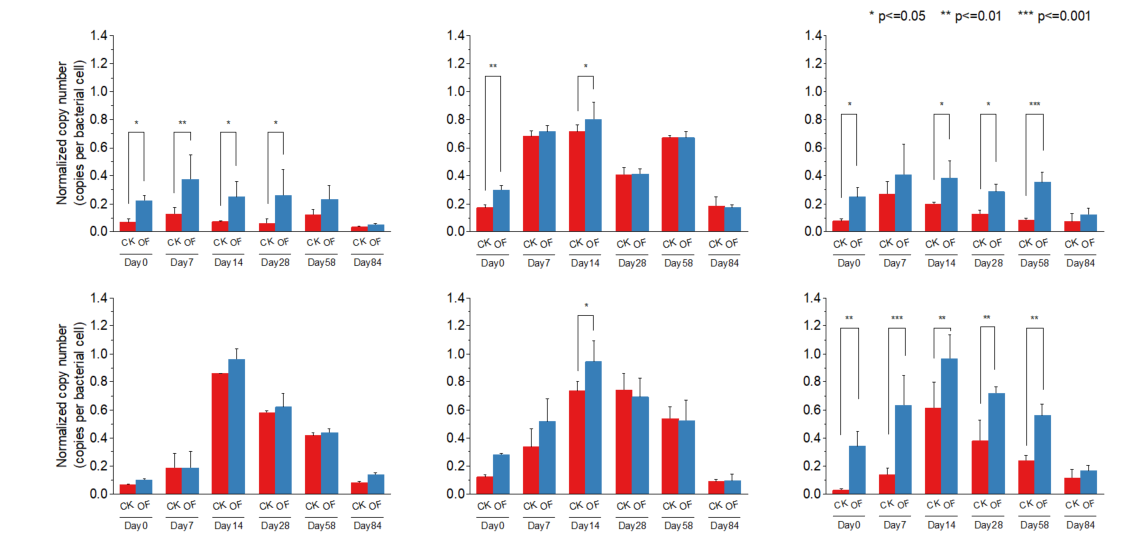 * p<=0.05 ** p<=0.01 *** p<=0.001
Normalized copy number
(copies per bacterial cell)
1.4
1.2
1.0
0.8
0.6
0.4
0.2
0.0
* ** * *
CK OF CK OF CK OF CK OF CK OF CK OF
Day0 Day7 Day14 Day28 Day58 Day84
1.4
1.2
1.0
0.8
0.6
0.4
0.2
0.0
** *
CK OF CK OF CK OF CK OF CK OF CK OF
Day0 Day7 Day14 Day28 Day58 Day84
1.4
1.2
1.0
0.8
0.6
0.4
0.2
0.0
* * * ***
CK OF CK OF CK OF CK OF CK OF CK OF
Day0 Day7 Day14 Day28 Day58 Day84
Normalized copy number
(copies per bacterial cell)
1.4
1.2
1.0
0.8
0.6
0.4
0.2
0.0
CK OF CK OF CK OF CK OF CK OF CK OF
Day0 Day7 Day14 Day28 Day58 Day84
1.4
1.2
1.0
0.8
0.6
0.4
0.2
0.0
*
CK OF CK OF CK OF CK OF CK OF CK OF
Day0 Day7 Day14 Day28 Day58 Day84
1.4
1.2
1.0
0.8
0.6
0.4
0.2
0.0
** *** ** ** **
CK OF CK OF CK OF CK OF CK OF CK OF
Day0 Day7 Day14 Day28 Day58 Day84